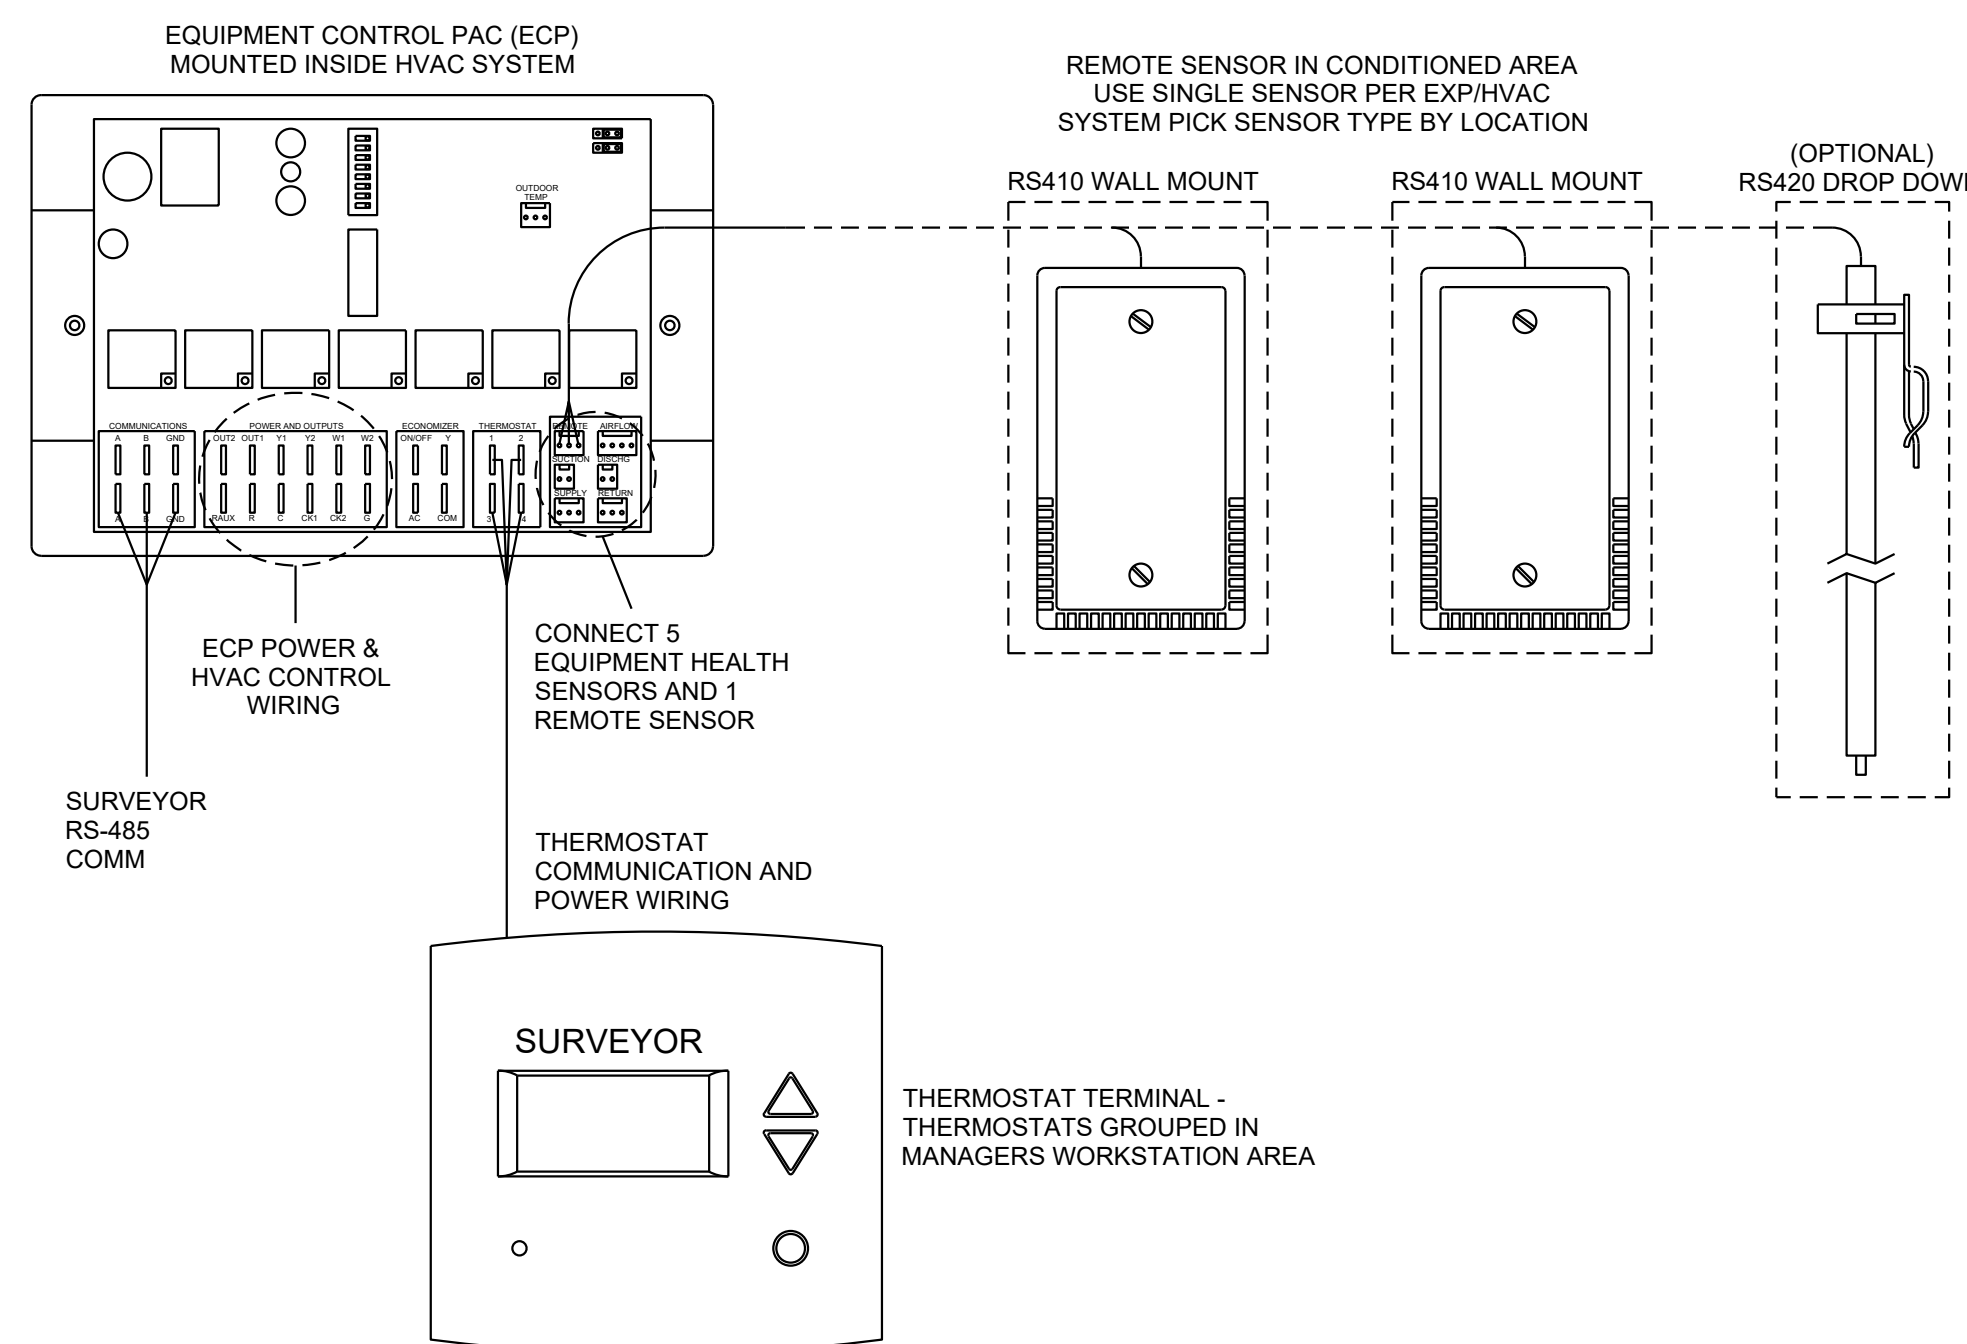 EQUIPMENT CONTROL PAC (ECP)
MOUNTED INSIDE HVAC SYSTEM
REMOTE SENSOR IN CONDITIONED AREA
USE SINGLE SENSOR PER EXP/HVAC
SYSTEM PICK SENSOR TYPE BY LOCATION
RS410 WALL MOUNT
RS410 WALL MOUNT
(OPTIONAL)
RS420 DROP DOWN
OUTDOOR
TEMP
COMMUNICATIONS
A B GND
A B GND
POWER AND OUTPUTS
OUT2 OUT1 Y1 Y2 W1 W2
RAUX R C CK1 CK2 G
ECONOMIZER
ON/OFF Y
AC COM
THERMOSTAT
1 2
3 4
REMOTE AIRFLOW
SUCTION DISCHG
SUPPLY RETURN
ECP POWER &
HVAC CONTROL
WIRING
CONNECT 5
EQUIPMENT HEALTH
SENSORS AND 1
REMOTE SENSOR
SURVEYOR
RS-485
COMM
THERMOSTAT
COMMUNICATION AND
POWER WIRING
SURVEYOR
THERMOSTAT TERMINAL -
THERMOSTATS GROUPED IN
MANAGERS WORKSTATION AREA